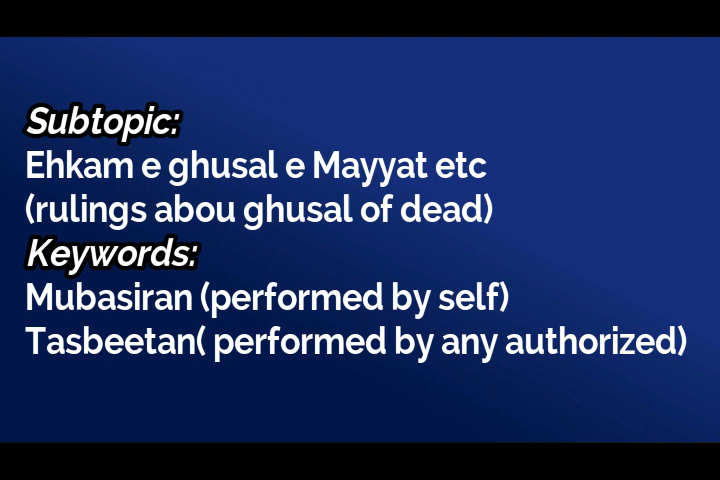 Subtopic:
Ehkam e ghusal e Mayyat etc
(rulings abou ghusal of dead)
Keywords:
Mubasiran (performed by self)
Tasbeetan( performed by any authorized)